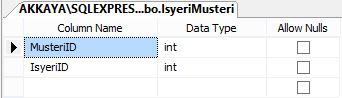 AKKAYA\SQLEXPRES...bo.IsyeriMusteri
Column Name Data Type Allow Nulls
MusteriID int
IsyeriID int